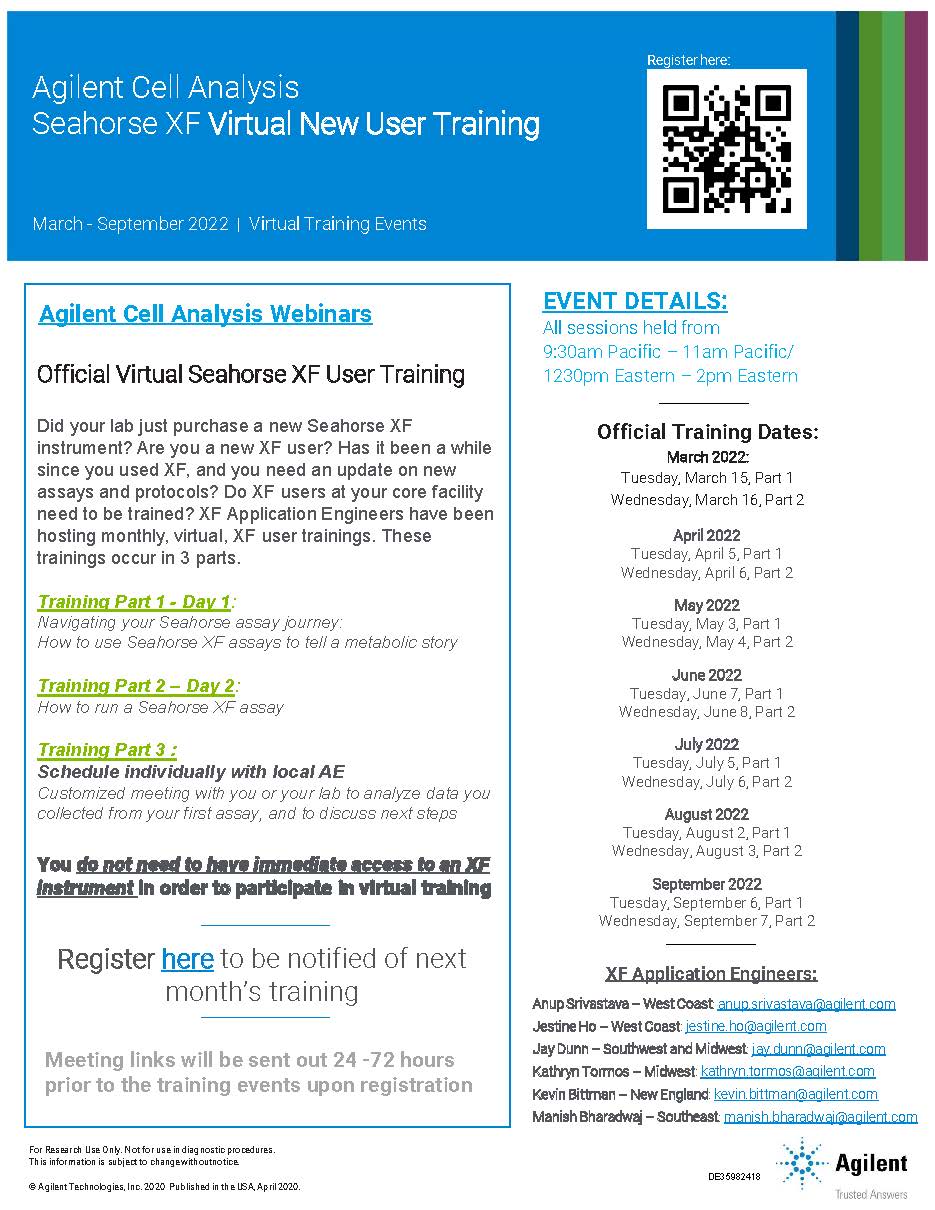 Register here:
Agilent Cell Analysis
Seahorse XF Virtual New User Training
March - September 2022 | Virtual Training Events
Agilent Cell Analysis Webinars
Official Virtual Seahorse XF User Training
Did your lab just purchase a new Seahorse XF
instrument? Are you a new XF user? Has it been a while
since you used XF, and you need an update on new
assays and protocols? Do XF users at your core facility
need to be trained? XF Application Engineers have been
hosting monthly, virtual, XF user trainings. These
trainings occur in 3 parts.
Training Part 1 - Day 1:
Navigating your Seahorse assay journey:
How to use Seahorse XF assays to tell a metabolic story
Training Part 2 – Day 2:
How to run a Seahorse XF assay
Training Part 3 :
Schedule individually with local AE
Customized meeting with you or your lab to analyze data you
collected from your first assay, and to discuss next steps
You do not need to have immediate access to an XF
instrument in order to participate in virtual training
Register here to be notified of next
month's training
Meeting links will be sent out 24 -72 hours
prior to the training events upon registration
EVENT DETAILS:
All sessions held from
9:30am Pacific – 11am Pacific/
1230pm Eastern – 2pm Eastern
Official Training Dates:
March 2022:
Tuesday, March 15, Part 1
Wednesday, March 16, Part 2
April 2022
Tuesday, April 5, Part 1
Wednesday, April 6, Part 2
May 2022
Tuesday, May 3, Part 1
Wednesday, May 4, Part 2
June 2022
Tuesday, June 7, Part 1
Wednesday, June 8, Part 2
July 2022
Tuesday, July 5, Part 1
Wednesday, July 6, Part 2
August 2022
Tuesday, August 2, Part 1
Wednesday, August 3, Part 2
September 2022
Tuesday, September 6, Part 1
Wednesday, September 7, Part 2
XF Application Engineers:
Anup Srivastava – West Coast: anup.srivastava@agilent.com
Jestine Ho – West Coast: jestine.ho@agilent.com
Jay Dunn – Southwest and Midwest: jay.dunn@agilent.com
Kathryn Tormos – Midwest: kathryn.tormos@agilent.com
Kevin Bittman – New England: kevin.bittman@agilent.com
Manish Bharadwaj – Southeast: manish.bharadwaj@agilent.com
For Research Use Only. Not for use in diagnostic procedures.
This information is subject to change without notice.
© Agilent Technologies, Inc. 2020 Published in the USA, April 2020.
DE35982418
Agilent
Trusted Answers